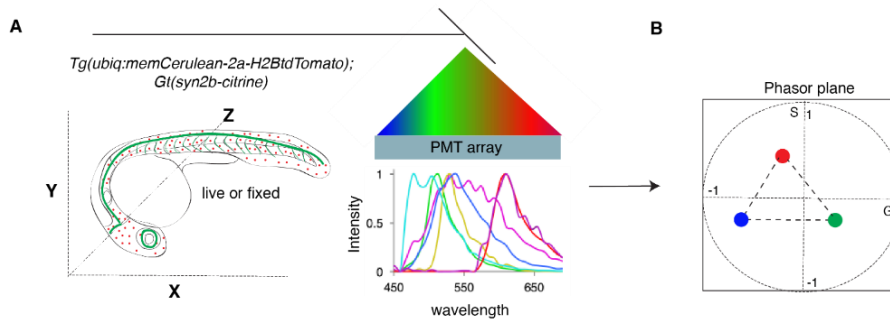 A
Tg(ubiq:memCerulean-2a-H2BtdTomato);
Gt(syn2b-citrine)
Z
Y
live or fixed
X
PMT array
Intensity
1
0.5
0
450
550
650
wavelength
B
Phasor plane
S
1
-1
G
-1